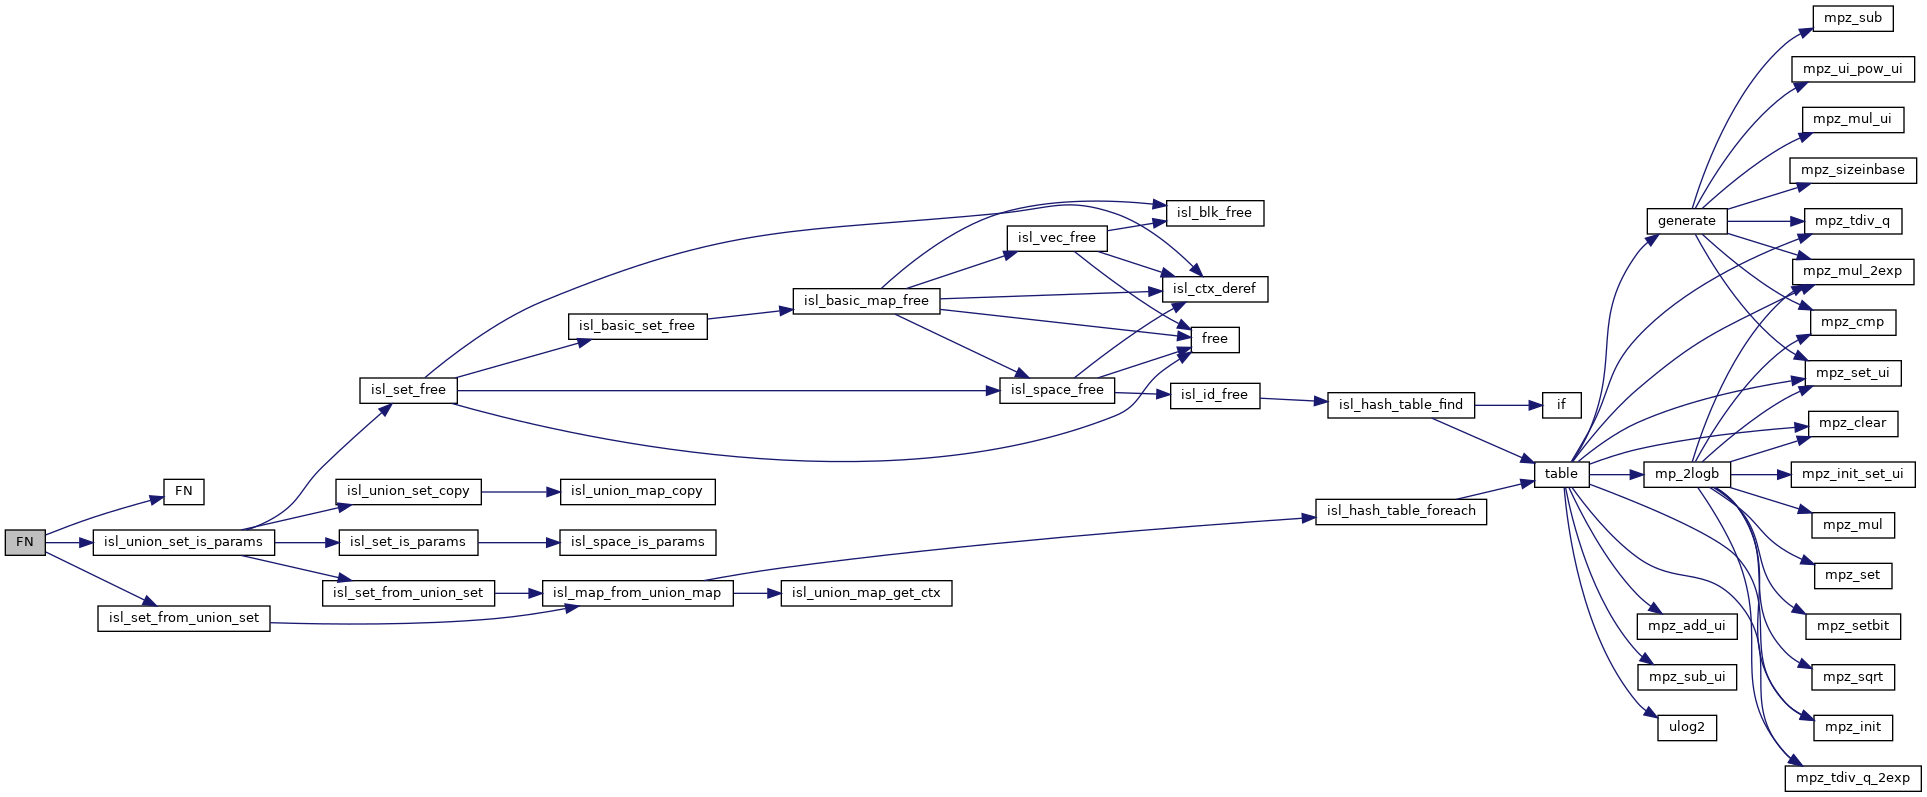 FN
FN
isl_union_set_is_params
isl_set_from_union_set
isl_set_free
isl_union_set_copy
isl_set_is_params
isl_set_from_union_set
isl_basic_set_free
isl_union_map_copy
isl_space_is_params
isl_map_from_union_map
isl_basic_map_free
isl_union_map_get_ctx
isl_vec_free
isl_space_free
isl_blk_free
isl_ctx_deref
free
isl_id_free
isl_hash_table_find
isl_hash_table_foreach
if
table
generate
mp_2logb
mpz_add_ui
mpz_sub_ui
ulog2
mpz_sub
mpz_ui_pow_ui
mpz_mul_ui
mpz_sizeinbase
mpz_tdiv_q
mpz_mul_2exp
mpz_cmp
mpz_set_ui
mpz_clear
mpz_init_set_ui
mpz_mul
mpz_set
mpz_setbit
mpz_sqrt
mpz_init
mpz_tdiv_q_2exp